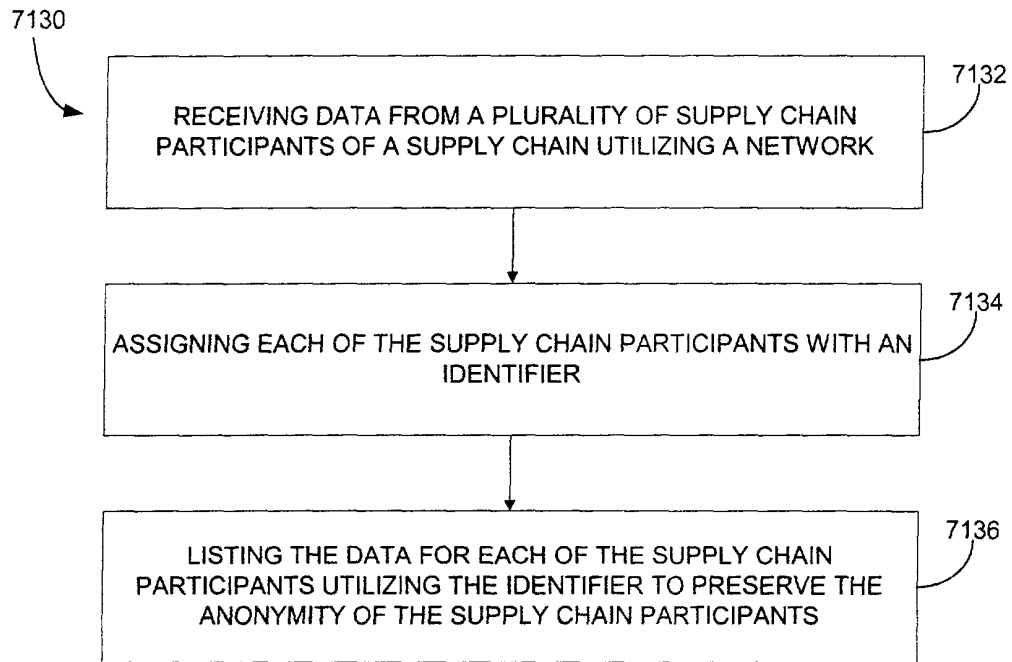 7130
7132
RECEIVING DATA FROM A PLURALITY OF SUPPLY CHAIN
PARTICIPANTS OF A SUPPLY CHAIN UTILIZING A NETWORK
7134
ASSIGNING EACH OF THE SUPPLY CHAIN PARTICIPANTS WITH AN
IDENTIFIER
7136
LISTING THE DATA FOR EACH OF THE SUPPLY CHAIN
PARTICIPANTS UTILIZING THE IDENTIFIER TO PRESERVE THE
ANONYMITY OF THE SUPPLY CHAIN PARTICIPANTS